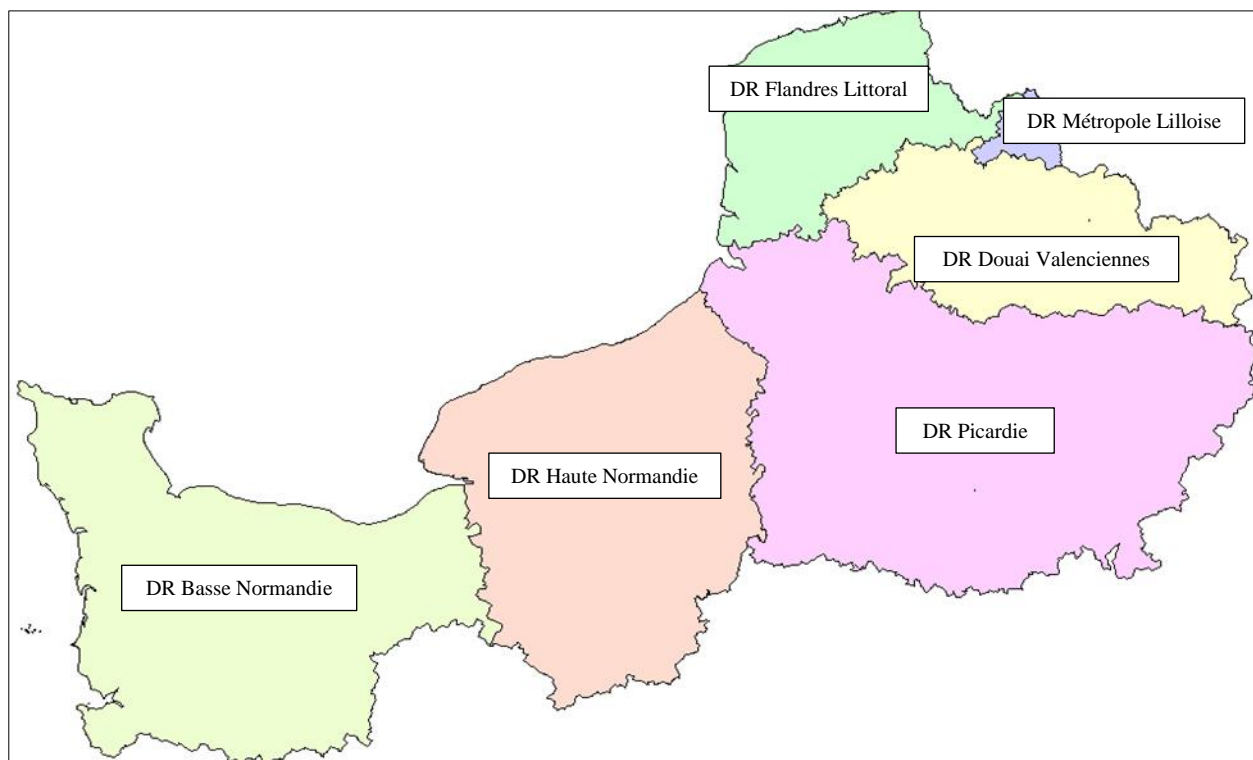 DR Flandres Littoral
DR Métropole Lilloise
DR Douai Valenciennes
DR Picardie
DR Haute Normandie
DR Basse Normandie